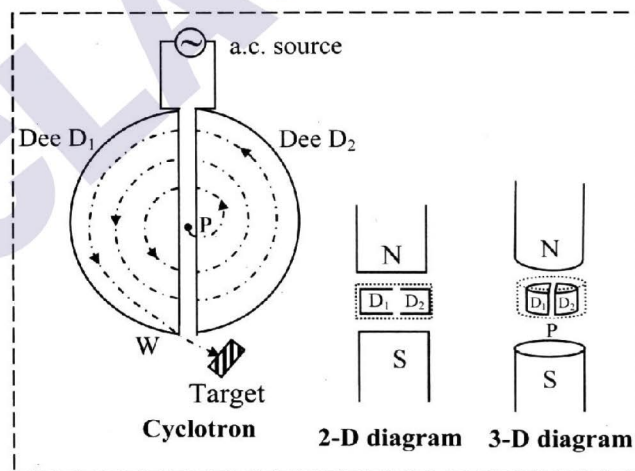 a.c. source
Dee D₁
Dee D₂
P
W
Target
Cyclotron
N
D₁ D₂
S
2-D diagram
N
D₁ D₂
P
S
3-D diagram